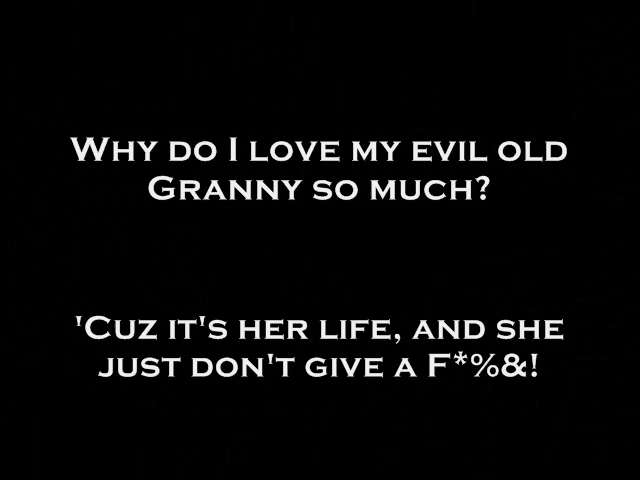 Why do I love my evil old
Granny so much?
'Cuz it's her life, and she
just don't give a F*%&!